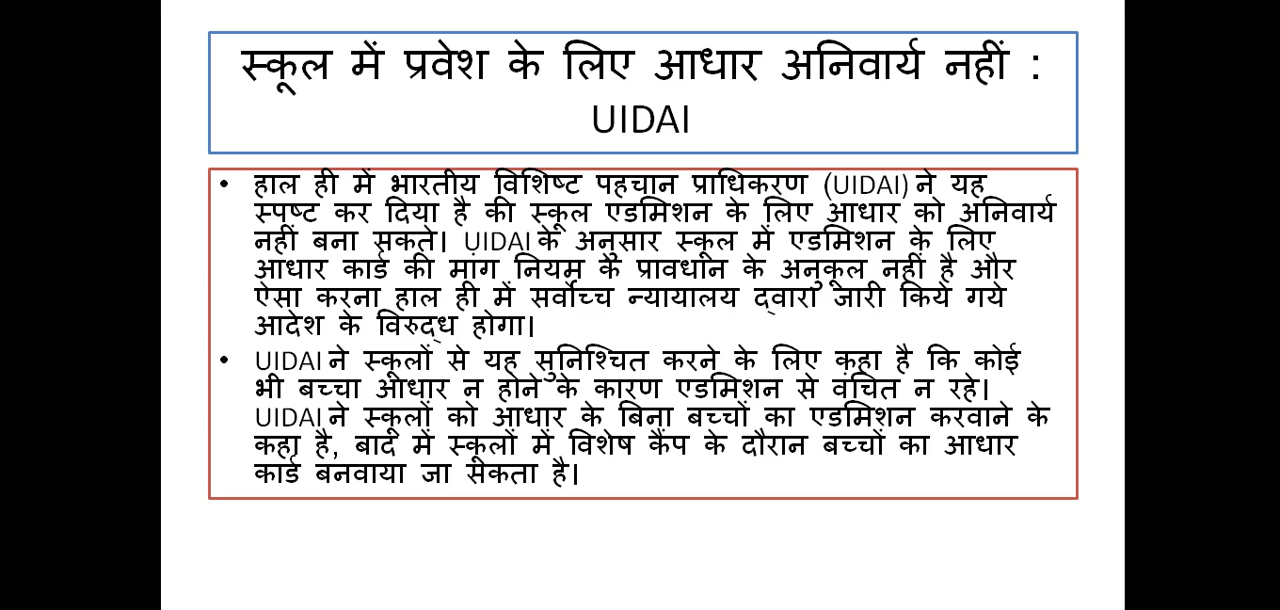 स्कूल में प्रवेश के लिए आधार अनिवार्य नहीं :
UIDAI
• हाल ही में भारतीय विशिष्ट पहचान प्राधिकरण (UIDAI) ने यह
स्पष्ट कर दिया है की स्कूल एडमिशन के लिए आधार को अनिवार्य
नहीं बना सकते। UIDAI के अनुसार स्कूल में एडमिशन के लिए
आधार कार्ड की मांग नियम के प्रावधान के अनुकूल नहीं है और
ऐसा करना हाल ही में सर्वोच्च न्यायालय द्वारा जारी किये गये
आदेश के विरुद्ध होगा।
• UIDAI ने स्कूलों से यह सुनिश्चित करने के लिए कहा है कि कोई
भी बच्चा आधार न होने के कारण एडमिशन से वंचित न रहे।
UIDAI ने स्कूलों को आधार के बिना बच्चों का एडमिशन करवाने के
कहा है, बाद में स्कूलों में विशेष कैंप के दौरान बच्चों का आधार
कार्ड बनवाया जा सकता है।